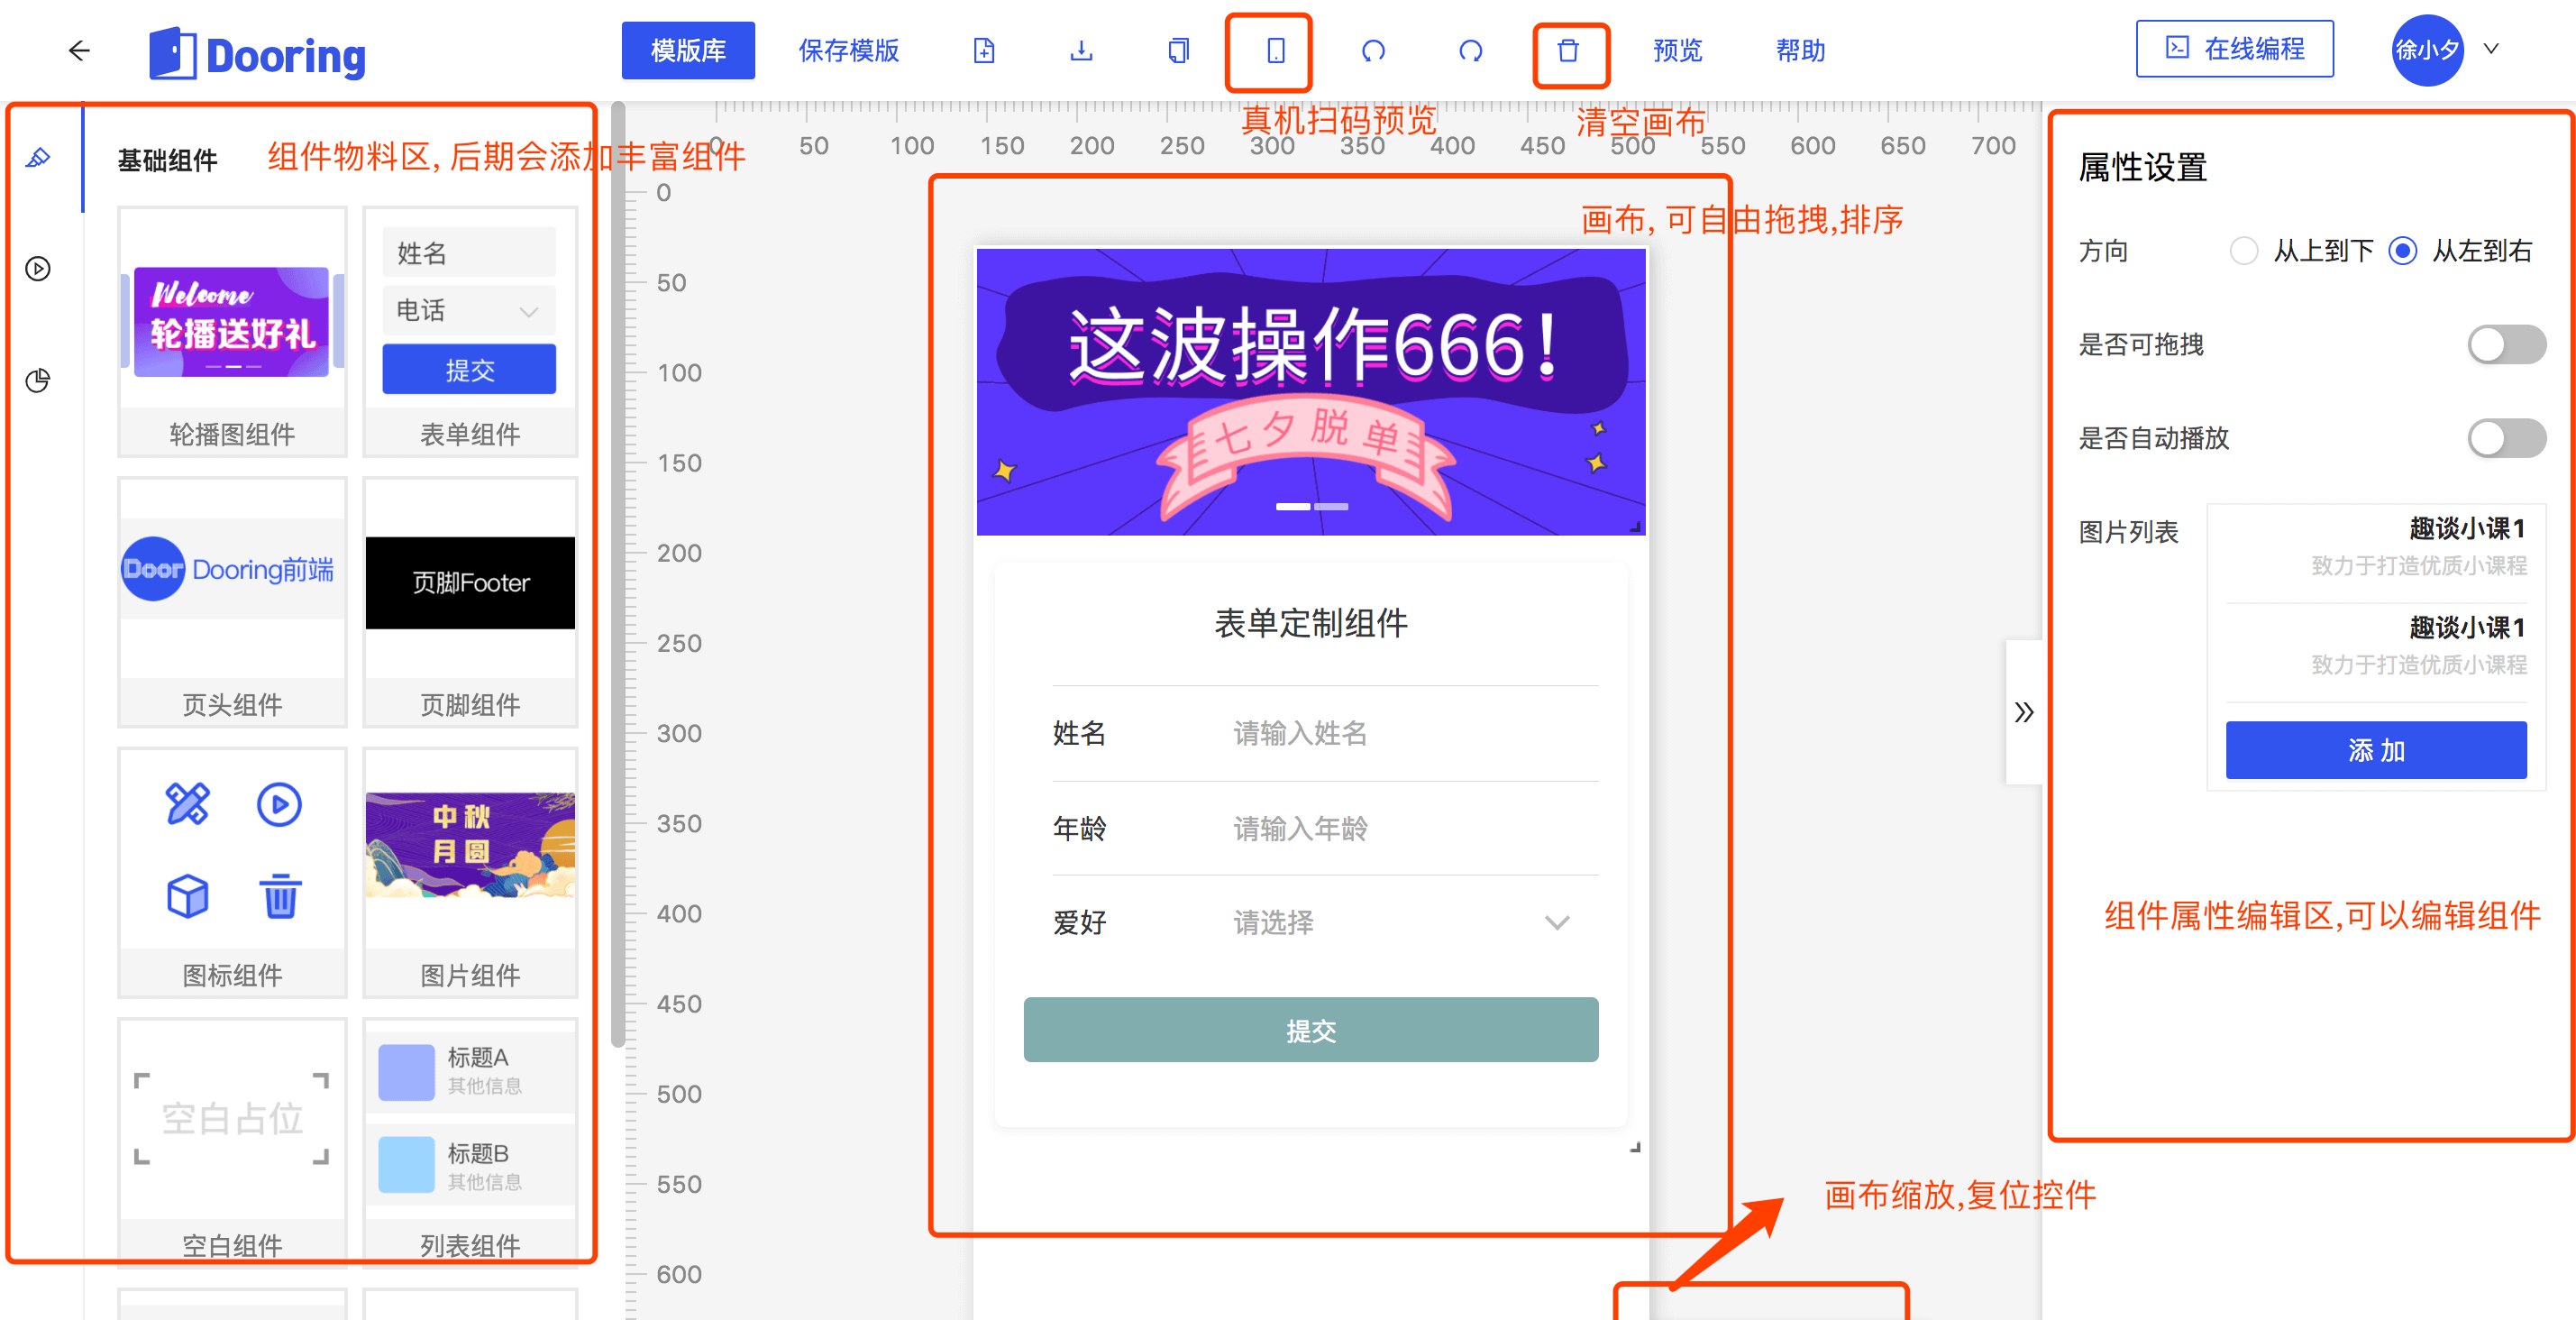 Dooring
模版库
保存模版
预览
帮助
在线编程
徐小夕
真机扫码预览
清空画布
0 50 100 150 200 250 300 350 400 450 500 550 600 650 700
基础组件
组件物料区, 后期会添加丰富组件
Welcome
轮播送好礼
轮播图组件
姓名
电话
提交
表单组件
Door
Dooring前端
页头组件
页脚Footer
页脚组件
图标组件
中秋
月圆
图片组件
空白占位
空白组件
标题A
其他信息
标题B
其他信息
列表组件
0
50
100
150
200
250
300
350
400
450
500
550
600
画布, 可自由拖拽,排序
这波操作666!
七夕脱单
表单定制组件
姓名 请输入姓名
年龄 请输入年龄
爱好 请选择
提交
画布缩放,复位控件
属性设置
方向 从上到下 从左到右
是否可拖拽
是否自动播放
图片列表
趣谈小课1
致力于打造优质小课程
趣谈小课1
致力于打造优质小课程
添 加
组件属性编辑区,可以编辑组件